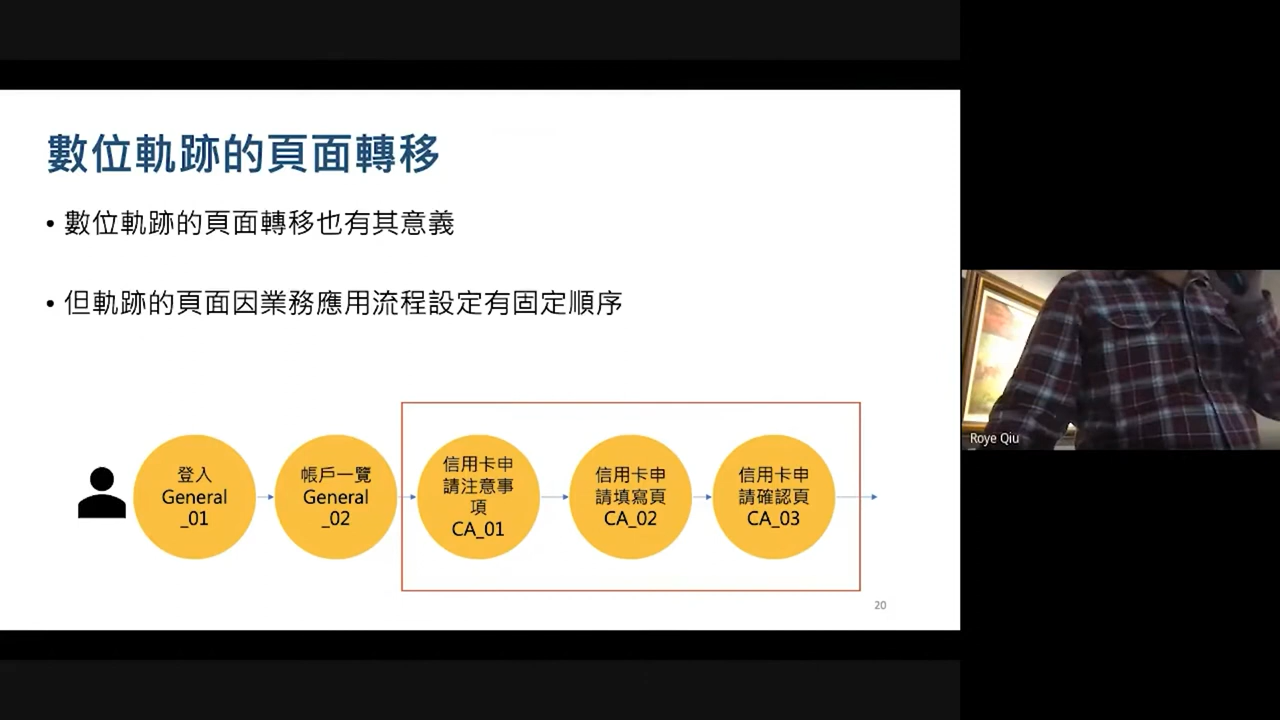 數位軌跡的頁面轉移
• 數位軌跡的頁面轉移也有其意義
• 但軌跡的頁面因業務應用流程設定有固定順序
登入
General
_01
帳戶一覽
General
_02
信用卡申
請注意事
項
CA_01
信用卡申
請填寫頁
CA_02
信用卡申
請確認頁
CA_03
20
Roye Qiu